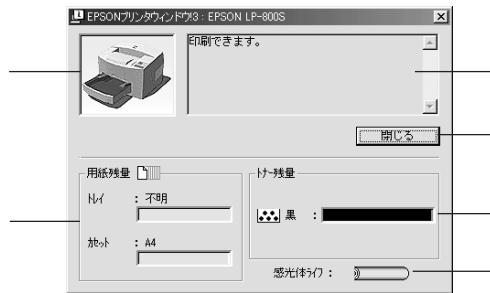 EPSONﾌﾟﾘﾝﾀｳｨﾝﾄﾞｳ!3 : EPSON LP-800S
印刷できます。
閉じる
用紙残量
ﾄﾚｲ : 不明
ｶｾｯﾄ : A4
ﾄﾅｰ残量
黒 :
感光体ﾗｲﾌ :